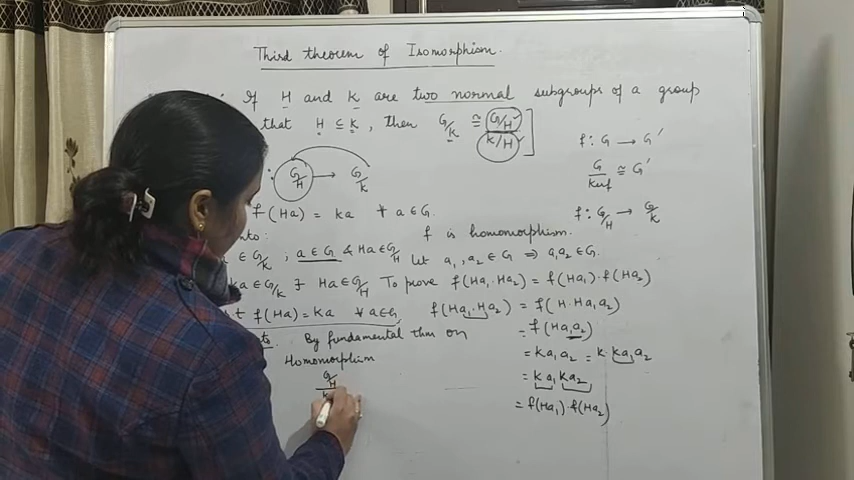 Third theorem of Isomorphism.
If H and K are two normal subgroups of a group
that H ⊆ K, then G/K ≅ (G/H)/(K/H)
f: G → G'
G/Ker f ≅ G'
f: G/H → G/K
: G/H → G/K
f(Ha) = Ka ∀ a ∈ G.
onto:
f is homomorphism.
∈ G/K ; a ∈ G & Ha ∈ G/H
Let a₁, a₂ ∈ G ⇒ a₁a₂ ∈ G.
Ka ∈ G/K ∃ Ha ∈ G/H
To prove f(Ha₁·Ha₂) = f(Ha₁)·f(Ha₂)
t f(Ha) = Ka ∀ a ∈ G,
f(Ha₁·Ha₂) = f(H·Ha₁a₂)
= f(Ha₁a₂)
= Ka₁a₂ = K·Ka₁a₂
= Ka₁Ka₂
= f(Ha₁)·f(Ha₂)
By fundamental thm on
Homomorphism
G/H
K